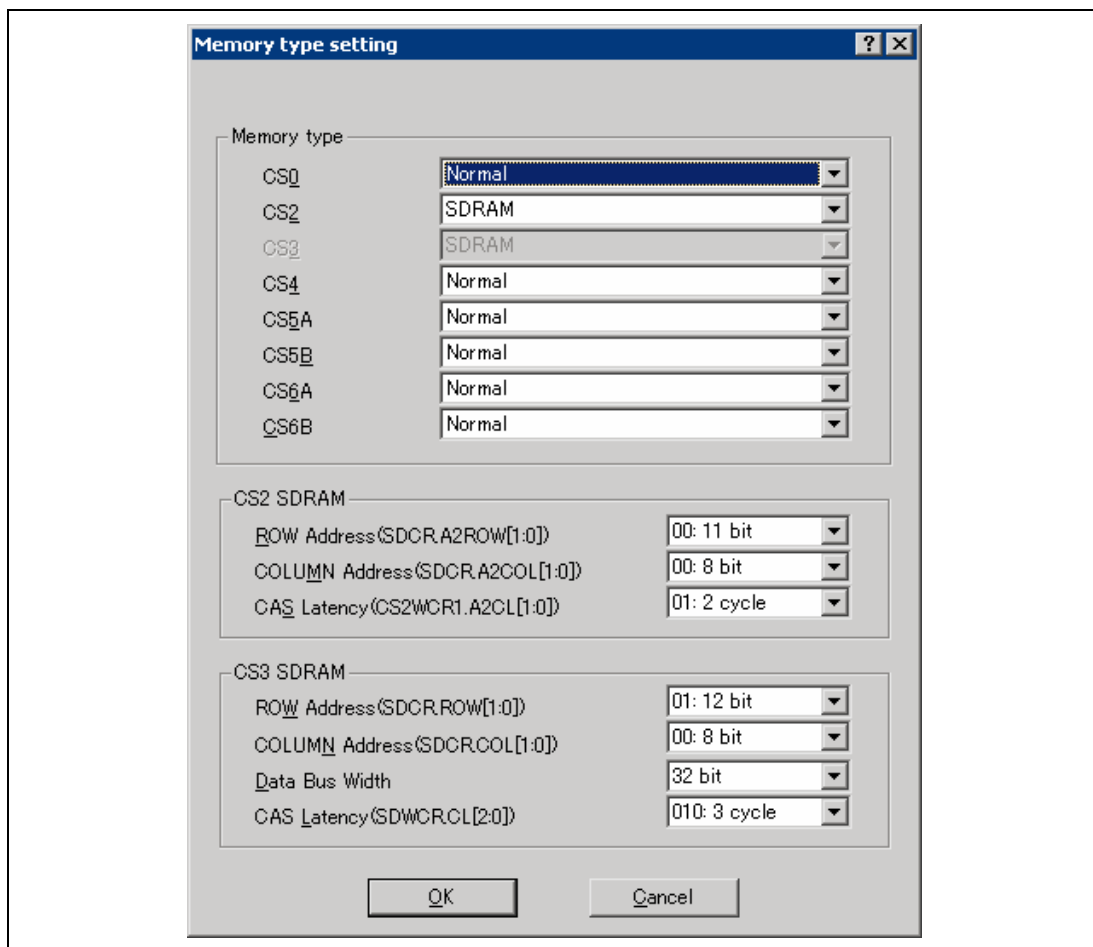 Memory type setting
Memory type
CS0 Normal
CS2 SDRAM
CS3 SDRAM
CS4 Normal
CS5A Normal
CS5B Normal
CS6A Normal
CS6B Normal
CS2 SDRAM
ROW Address(SDCR.A2ROW[1:0]) 00: 11 bit
COLUMN Address(SDCR.A2COL[1:0]) 00: 8 bit
CAS Latency(CS2WCR1.A2CL[1:0]) 01: 2 cycle
CS3 SDRAM
ROW Address(SDCR.ROW[1:0]) 01: 12 bit
COLUMN Address(SDCR.COL[1:0]) 00: 8 bit
Data Bus Width 32 bit
CAS Latency(SDWCR.CL[2:0]) 010: 3 cycle
OK Cancel